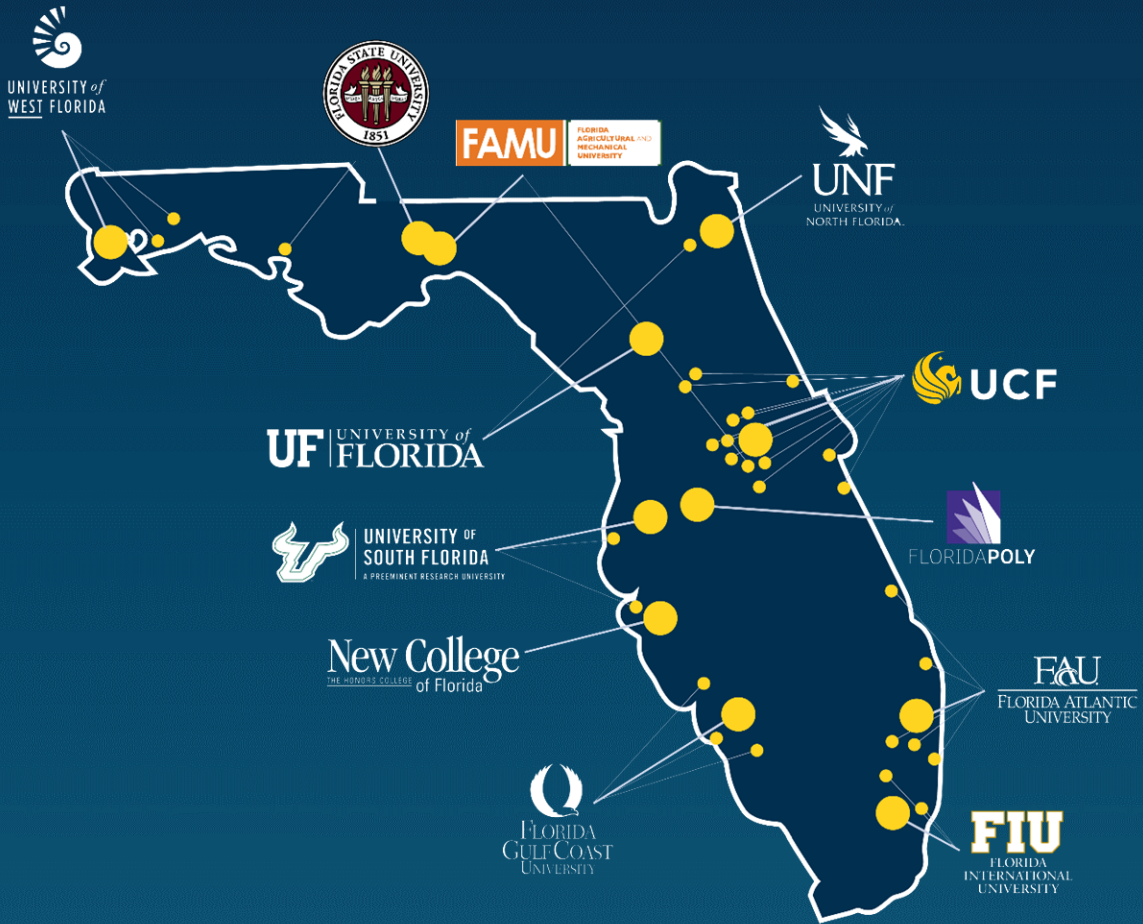 UNIVERSITY of
WEST FLORIDA
FLORIDA STATE UNIVERSITY
1851
FAMU
FLORIDA
AGRICULTURAL AND
MECHANICAL
UNIVERSITY
UNF
UNIVERSITY of
NORTH FLORIDA.
UCF
UF
UNIVERSITY of
FLORIDA
UNIVERSITY OF
SOUTH FLORIDA
A PREEMINENT RESEARCH UNIVERSITY
FLORIDAPOLY
New College
THE HONORS COLLEGE of Florida
FAU
FLORIDA ATLANTIC
UNIVERSITY
FLORIDA
GULF COAST
UNIVERSITY
FIU
FLORIDA
INTERNATIONAL
UNIVERSITY